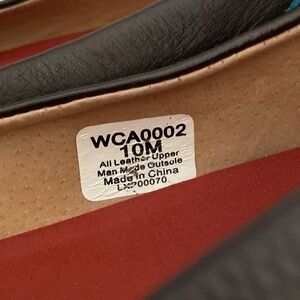 WCA0002
10M
All Leather Upper
Man Made Outsole
Made in China